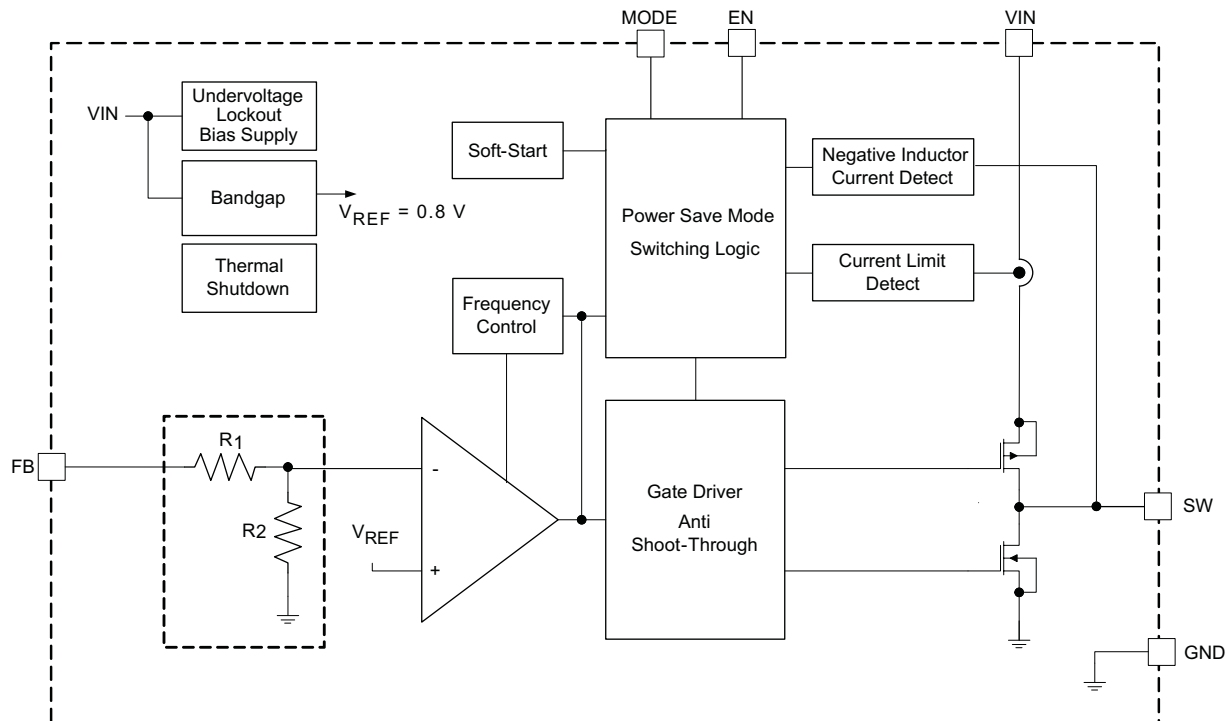 MODE
EN
VIN
VIN
Undervoltage
Lockout
Bias Supply
Bandgap
VREF = 0.8 V
Thermal
Shutdown
Soft-Start
Power Save Mode
Switching Logic
Negative Inductor
Current Detect
Current Limit
Detect
Frequency
Control
FB
R1
R2
-
VREF
+
Gate Driver
Anti
Shoot-Through
SW
GND